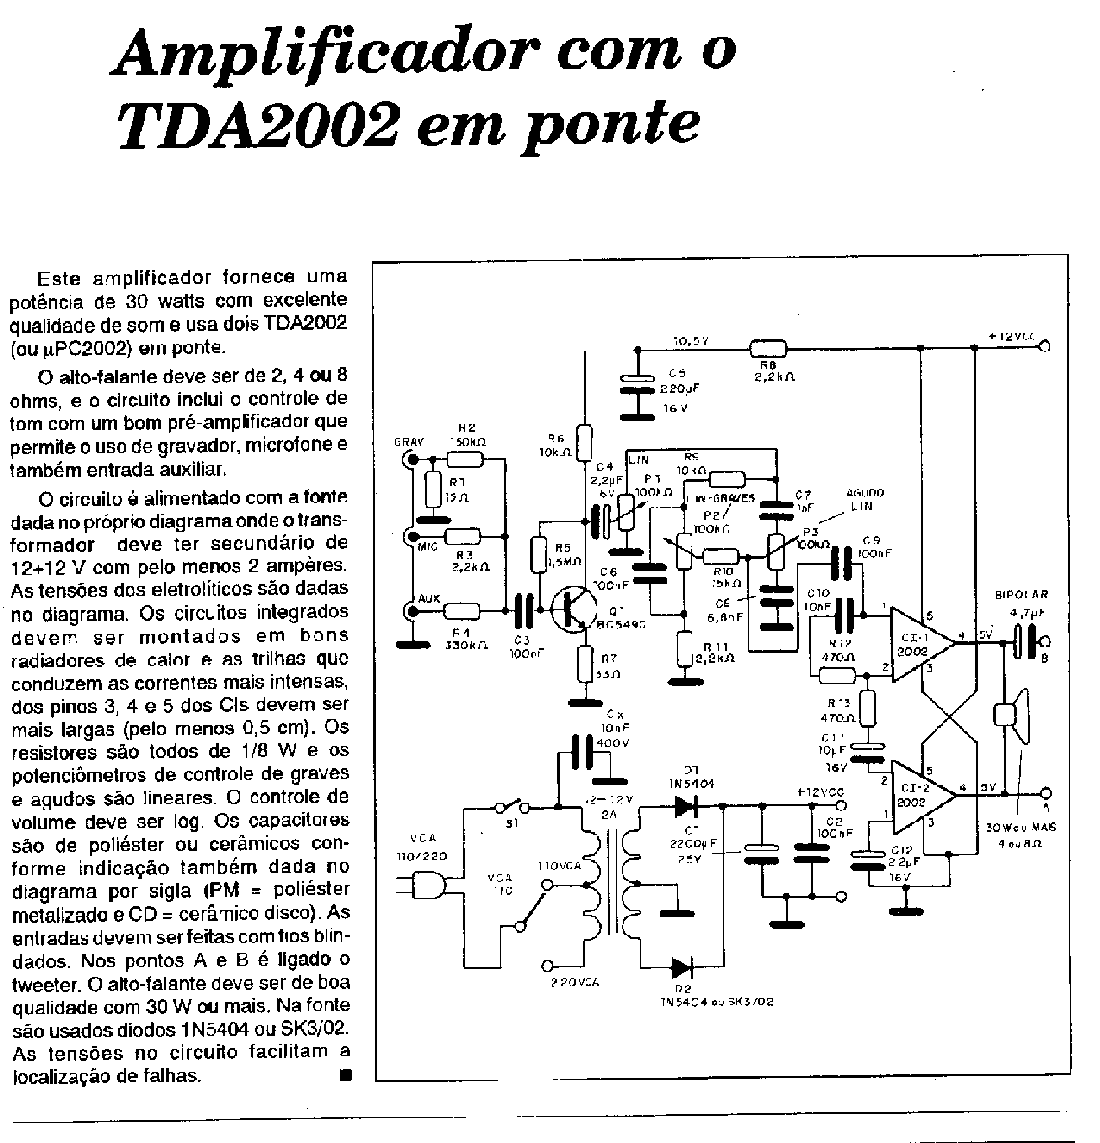 Amplificador com o
TDA2002 em ponte
Este amplificador fornece uma
potência de 30 watts com excelente
qualidade de som e usa dois TDA2002
(ou µPC2002) em ponte.
O alto-falante deve ser de 2, 4 ou 8
ohms, e o circuito inclui o controle de
tom com um bom pré-amplificador que
permite o uso de gravador, microfone e
também entrada auxiliar.
O circuito é alimentado com a fonte
dada no próprio diagrama onde o trans-
formador deve ter secundário de
12+12 V com pelo menos 2 ampères.
As tensões dos eletrolíticos são dadas
no diagrama. Os circuitos integrados
devem ser montados em bons
radiadores de calor e as trilhas que
conduzem as correntes mais intensas,
dos pinos 3, 4 e 5 dos CIs devem ser
mais largas (pelo menos 0,5 cm). Os
resistores são todos de 1/8 W e os
potenciômetros de controle de graves
e agudos são lineares. O controle de
volume deve ser log. Os capacitores
são de poliéster ou cerâmicos con-
forme indicação também dada no
diagrama por sigla (PM = poliéster
metalizado e CD = cerâmico disco). As
entradas devem ser feitas com fios blin-
dados. Nos pontos A e B é ligado o
tweeter. O alto-falante deve ser de boa
qualidade com 30 W ou mais. Na fonte
são usados diodos 1N5404 ou SK3/02.
As tensões no circuito facilitam a
localização de falhas.
10,5V
+12VCC
R8
2,2kΩ
C5
220µF
16V
GRAV
R2
150kΩ
R1
MIC
R3
2,2kΩ
AUX
R4
330kΩ
C3
100nF
R5
1,5MΩ
R6
10kΩ
C4
2,2µF
6V
LIN
P1
100kΩ
Q1
BC549C
R7
33Ω
C6
100nF
R9
10kΩ
LIN-GRAVES
P2
100kΩ
R10
15kΩ
R11
2,2kΩ
C7
1nF
AGUDO
LIN
P3
100kΩ
C8
6,8nF
C9
100nF
C10
10nF
R12
470Ω
R13
470Ω
C11
10µF
16V
C12
2,2µF
16V
1
2
3
4
5
CI-1
2002
5V
1
2
3
4
5
CI-2
2002
5V
BIPOLAR
4,7µF
B
A
30W ou MAIS
4 ou 8Ω
Cx
10nF
400V
S1
VCA
110/220
VCA
110
110VCA
220VCA
12+12V
2A
D1
1N5404
C1
2200µF
25V
+12VCC
C2
100nF
D2
1N5404 ou SK3/02